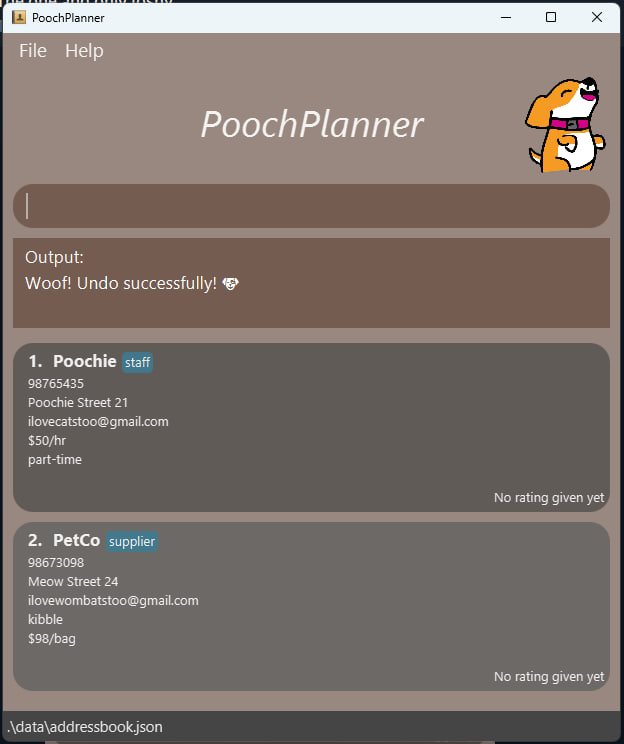 PoochPlanner
File Help
PoochPlanner
Output:
Woof! Undo successfully! 🐶
1. Poochie staff
98765435
Poochie Street 21
ilovecatstoo@gmail.com
$50/hr
part-time
No rating given yet
2. PetCo supplier
98673098
Meow Street 24
ilovewombatstoo@gmail.com
kibble
$98/bag
No rating given yet
.\data\addressbook.json